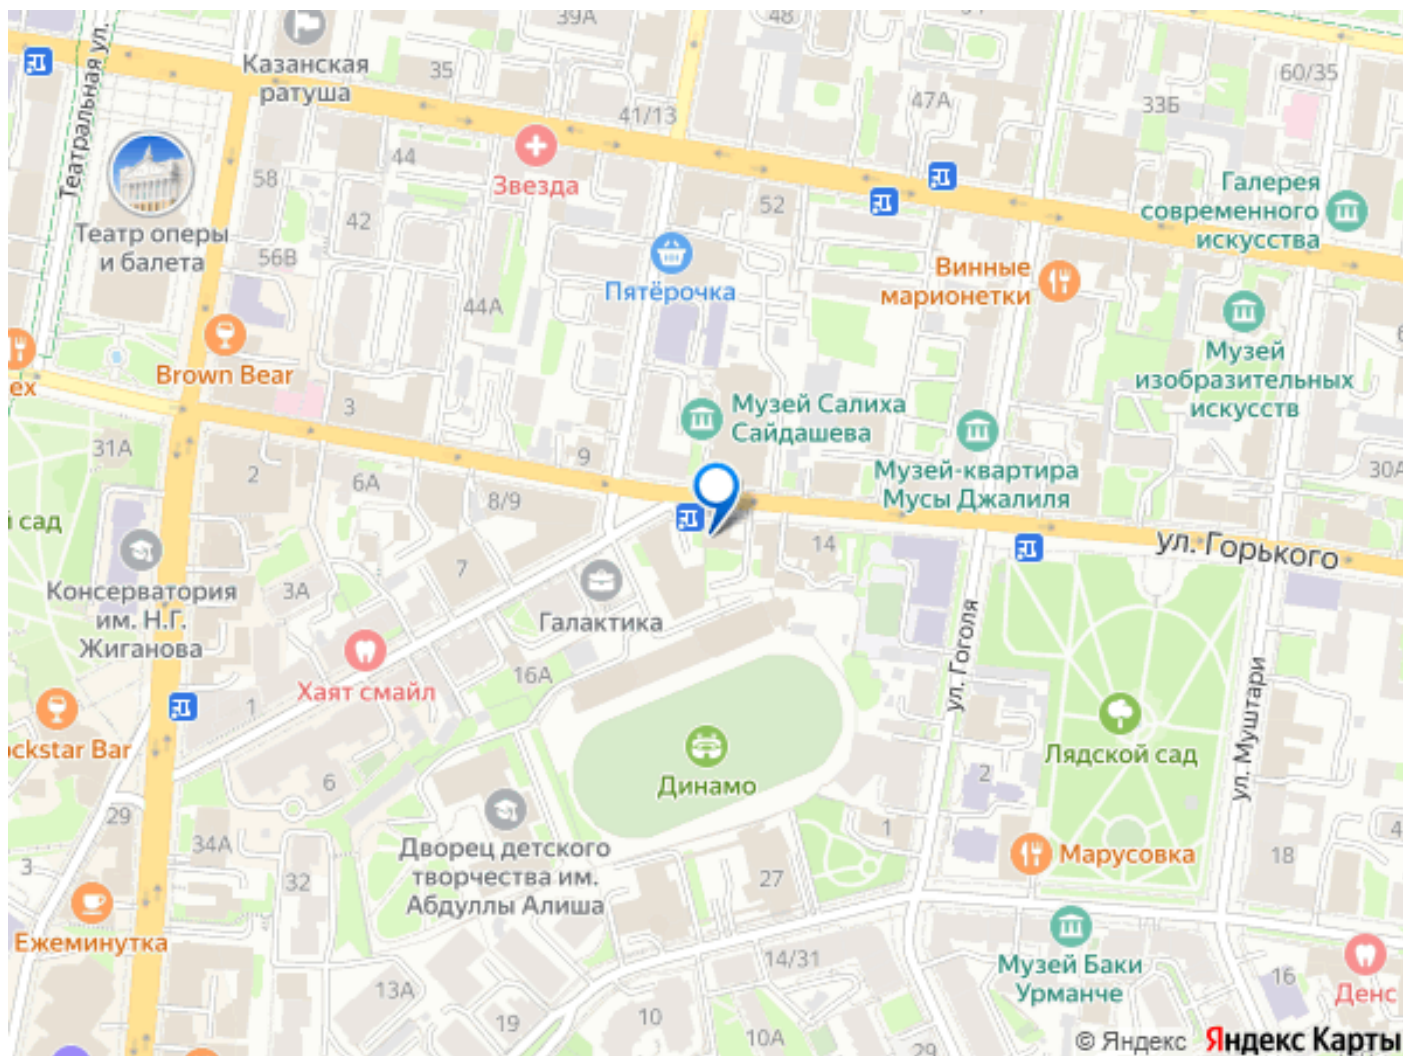 39А
48
Театральная ул.
Казанская
ратуша
35
41/13
47А
33Б
60/35
44
Звезда
58
42
52
Галерея
современного
искусства
Театр оперы
и балета
56В
44А
Пятёрочка
Винные
марионетки
Музей
изобразительных
искусств
ех
Brown Bear
3
Музей Салиха
Сайдашева
31А
2
6А
8/9
9
Музей-квартира
Мусы Джалиля
30А
й сад
14
ул. Горького
Консерватория
им. Н.Г.
Жиганова
3А
7
Галактика
ул. Гоголя
Хаят смайл
16А
1
ул. Муштари
Лядской сад
ockstar Bar
6
Динамо
2
29
34А
Дворец детского
творчества им.
Абдуллы Алиша
1
4
3
32
27
Марусовка
18
Ежеминутка
14/31
Музей Баки
Урманче
16
Денс
13А
19
10
10А
29
© Яндекс Яндекс Карты